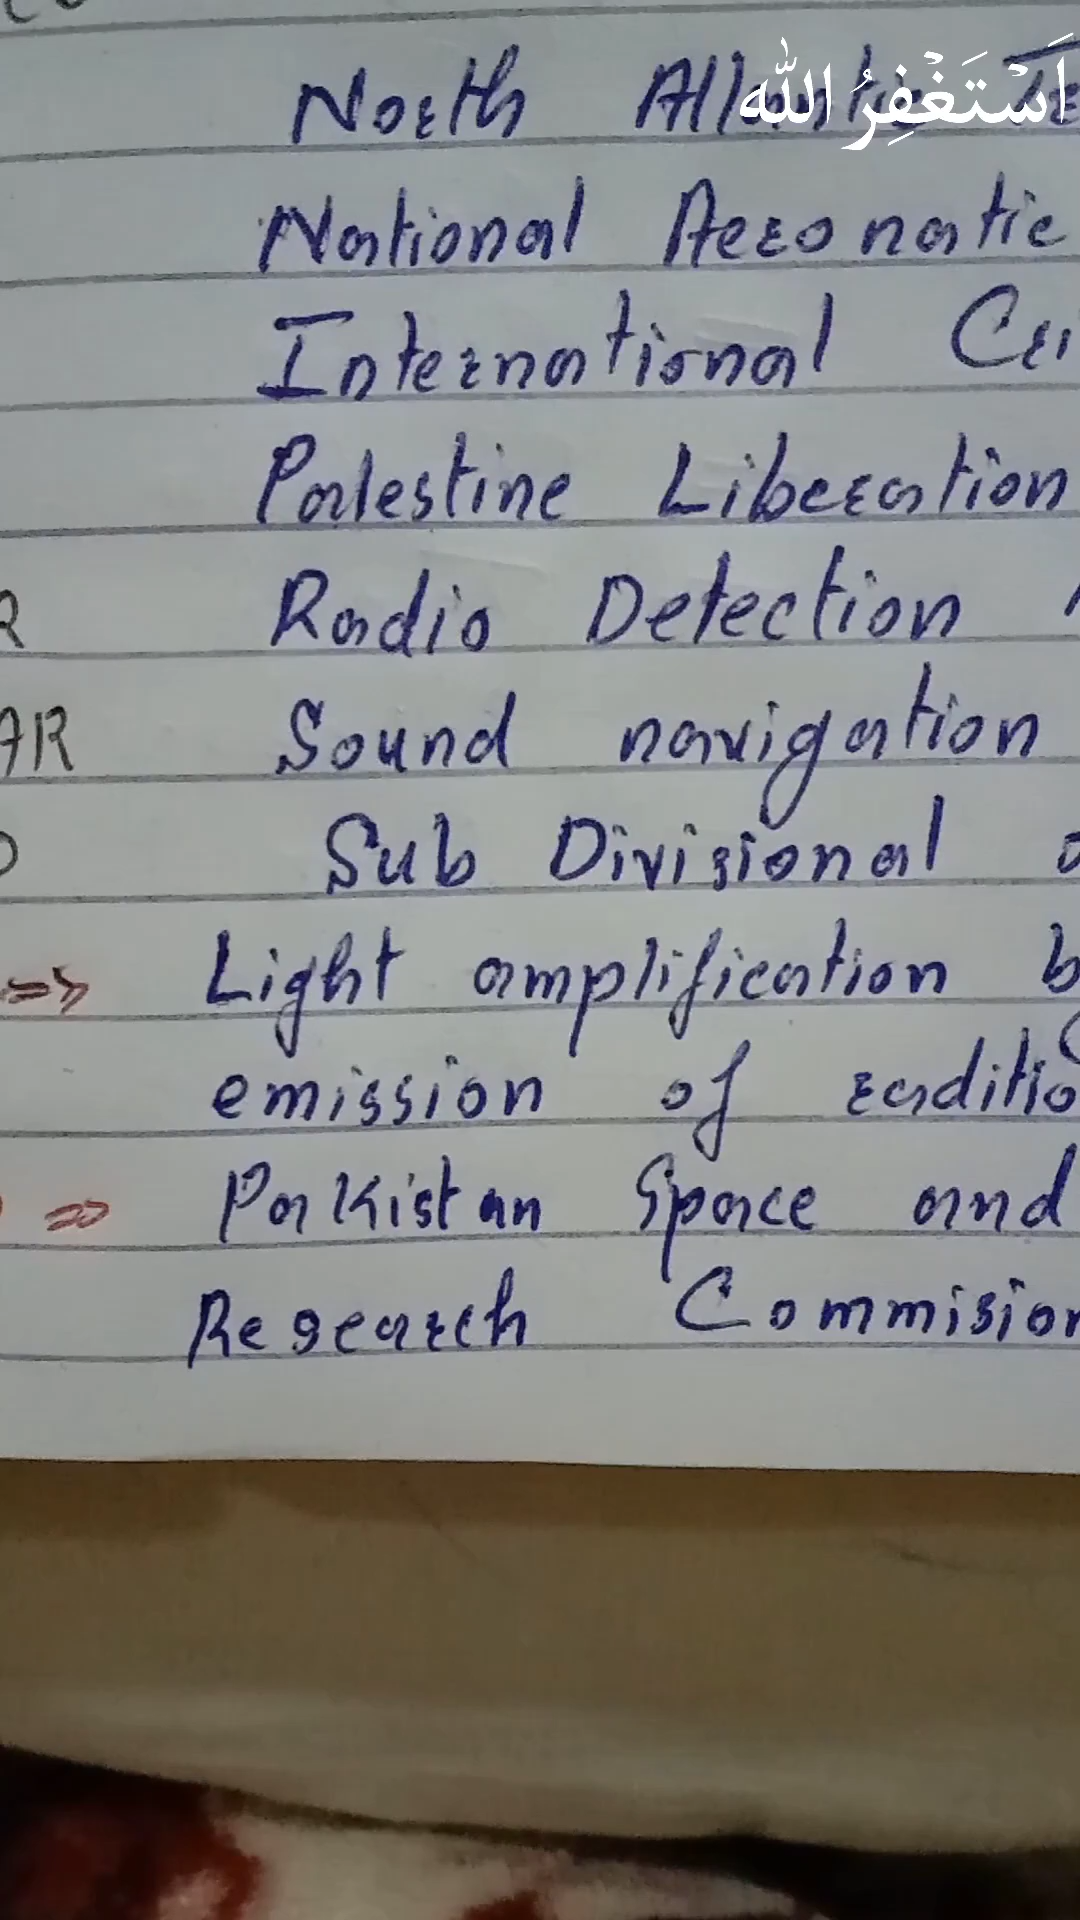 اَسْتَغْفِرُ اللّٰه
North Atlantic
National Aeronatic
International
Palestine Liberation
R Radio Detection
AR Sound navigation
Sub Divisional
=> Light amplification
emission of
=> Pakistan Space and
Research Commision